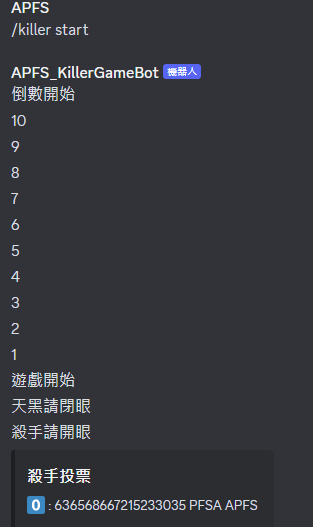 APFS
/killer start
APFS_KillerGameBot 機器人
倒數開始
10
9
8
7
6
5
4
3
2
1
遊戲開始
天黑請閉眼
殺手請開眼
殺手投票
0 : 636568667215233035 PFSA APFS